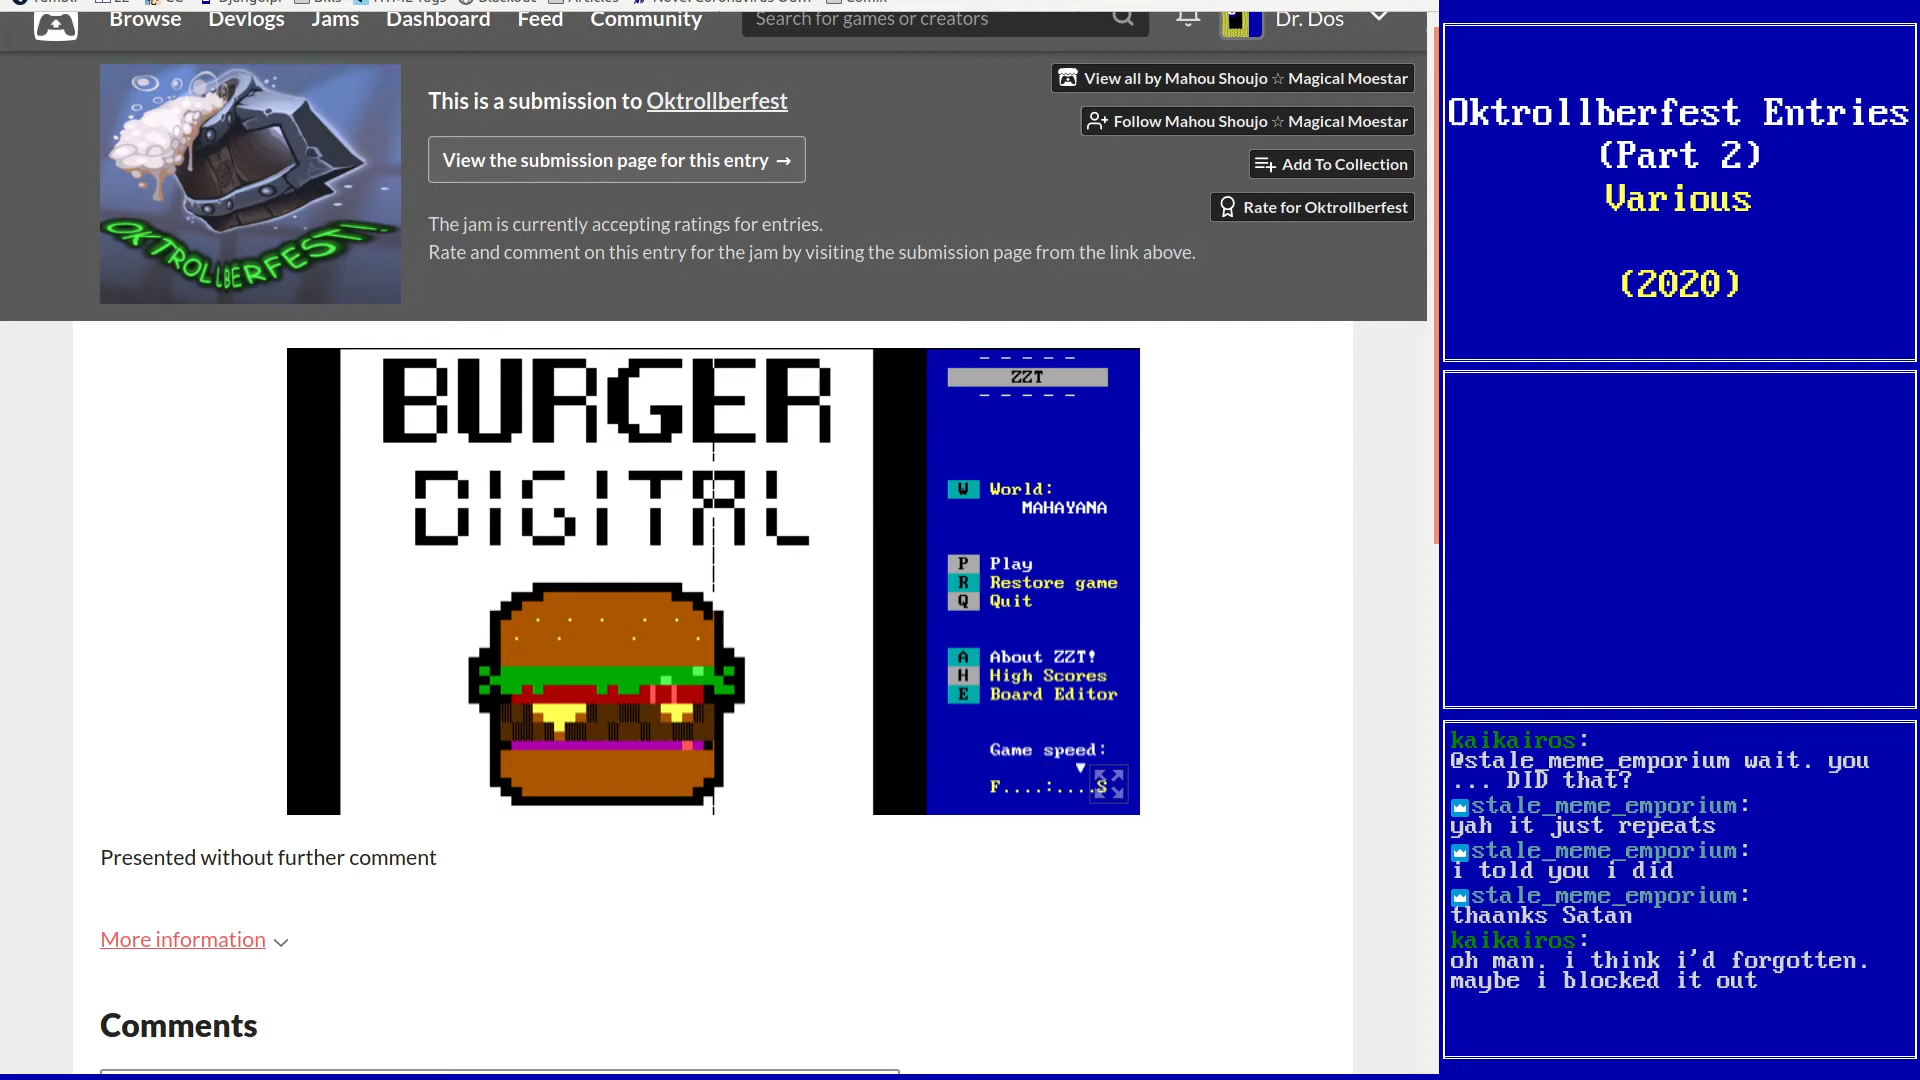 Browse Devlogs Jams Dashboard Feed Community
Search for games or creators
Dr. Dos
OKTROLLBERFEST!
This is a submission to Oktrollberfest
View the submission page for this entry →
The jam is currently accepting ratings for entries.
Rate and comment on this entry for the jam by visiting the submission page from the link above.
View all by Mahou Shoujo ☆ Magical Moestar
Follow Mahou Shoujo ☆ Magical Moestar
Add To Collection
Rate for Oktrollberfest
BURGER
DIGITAL
- - - - -
ZZT
- - - - -
W World:
MAHAYANA
P Play
R Restore game
Q Quit
A About ZZT!
H High Scores
E Board Editor
Game speed:
F....:....S
Presented without further comment
More information
Comments
Oktrollberfest Entries
(Part 2)
Various
(2020)
kaikairos:
@stale_meme_emporium wait. you
... DID that?
stale_meme_emporium:
yah it just repeats
stale_meme_emporium:
i told you i did
stale_meme_emporium:
thaanks Satan
kaikairos:
oh man. i think i'd forgotten.
maybe i blocked it out